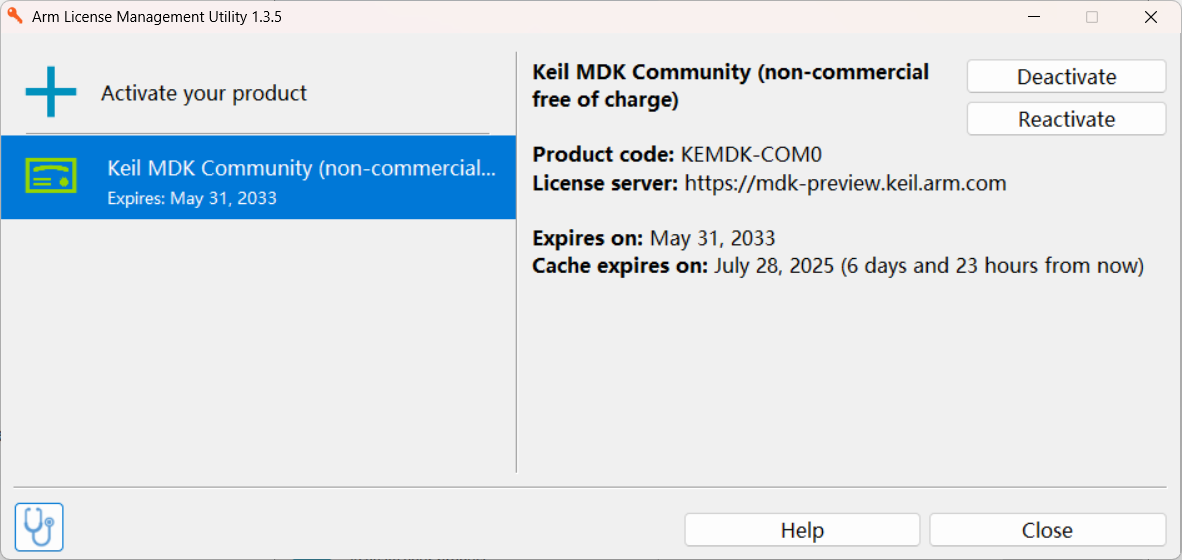 Arm License Management Utility 1.3.5
Activate your product
Keil MDK Community (non-commercial...
Expires: May 31, 2033
Keil MDK Community (non-commercial
free of charge)
Deactivate
Reactivate
Product code: KEMDK-COM0
License server: https://mdk-preview.keil.arm.com
Expires on: May 31, 2033
Cache expires on: July 28, 2025 (6 days and 23 hours from now)
Help
Close